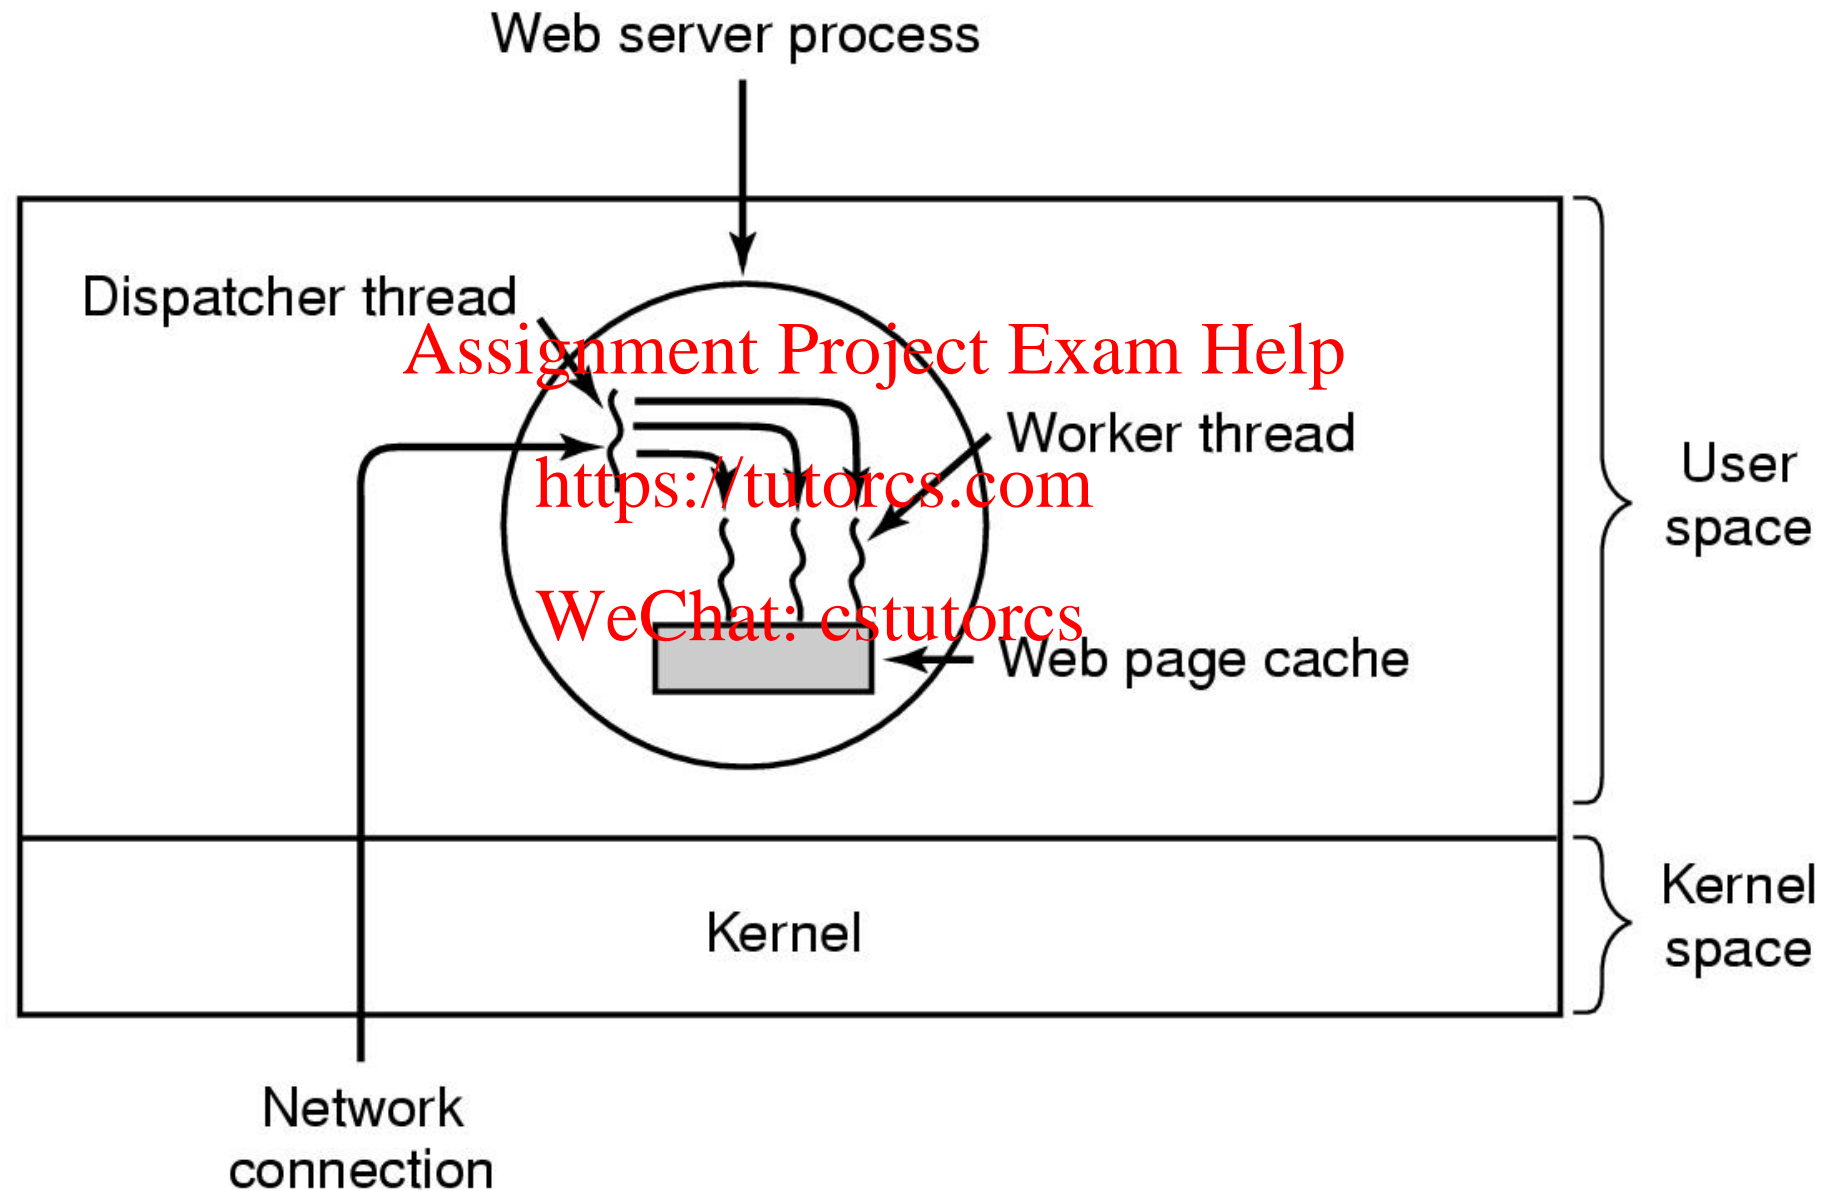 Web server process
Dispatcher thread
Assignment Project Exam Help
Worker thread
https://tutorcs.com
User
space
WeChat: cstutorcs
Web page cache
Kernel
Kernel
space
Network
connection